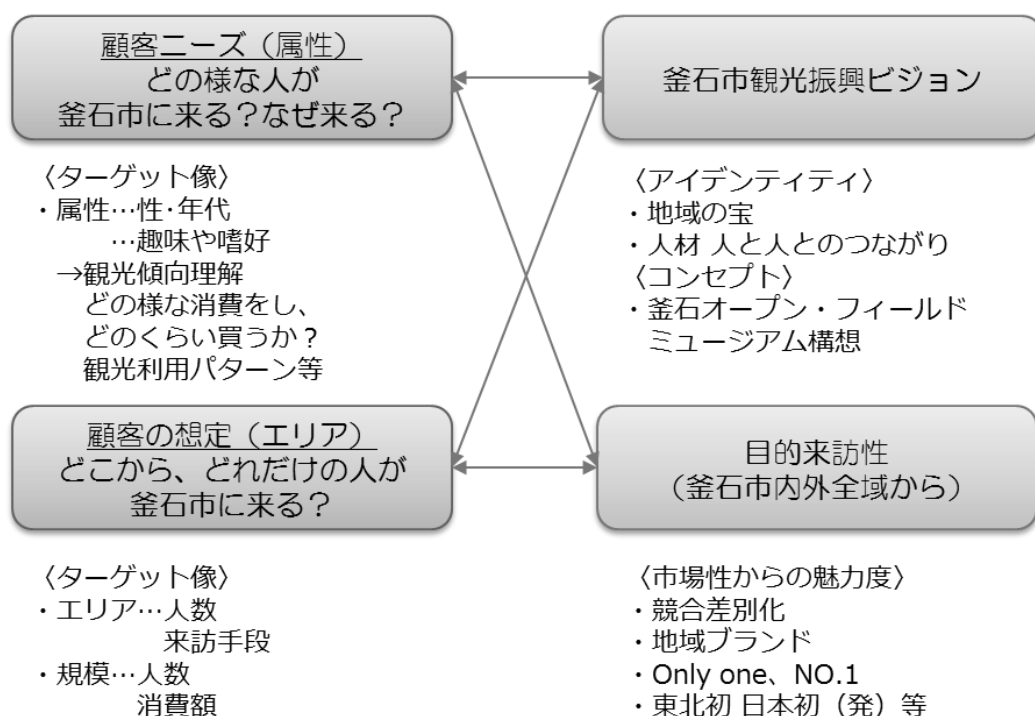 顧客ニーズ（属性）
どの様な人が
釜石市に来る？なぜ来る？
〈ターゲット像〉
・属性…性・年代
…趣味や嗜好
→観光傾向理解
どの様な消費をし、
どのくらい買うか？
観光利用パターン等
釜石市観光振興ビジョン
〈アイデンティティ〉
・地域の宝
・人材 人と人とのつながり
〈コンセプト〉
・釜石オープン・フィールド
ミュージアム構想
顧客の想定（エリア）
どこから、どれだけの人が
釜石市に来る？
〈ターゲット像〉
・エリア…人数
来訪手段
・規模…人数
消費額
目的来訪性
（釜石市内外全域から）
〈市場性からの魅力度〉
・競合差別化
・地域ブランド
・Only one、NO.1
・東北初 日本初（発）等